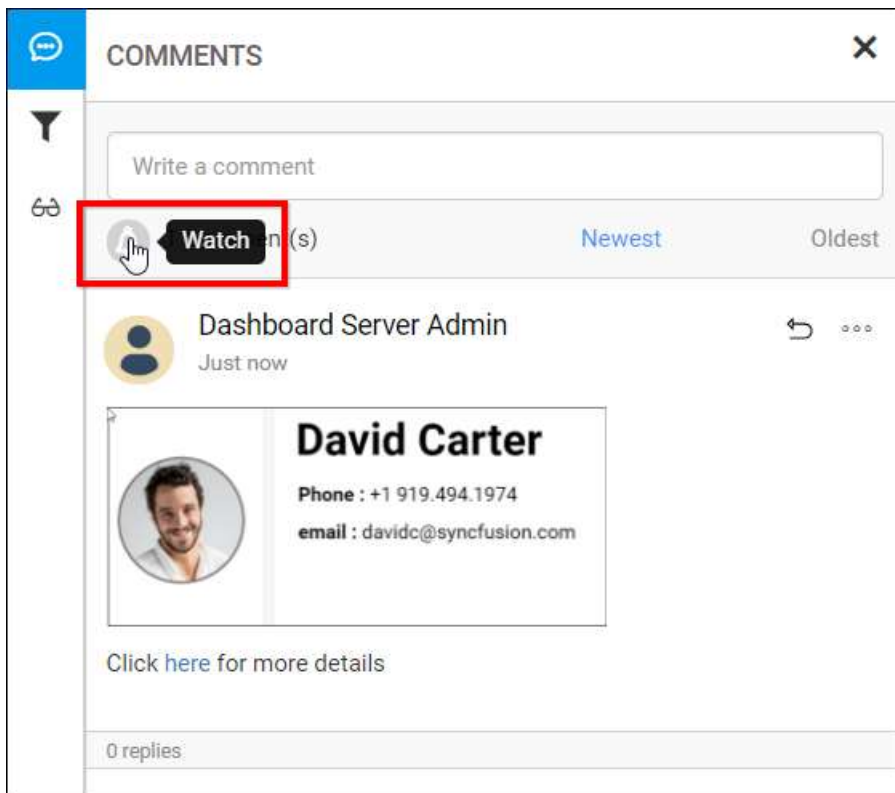 COMMENTS
Write a comment
Watch
(s)
Newest
Oldest
Dashboard Server Admin
Just now
David Carter
Phone : +1 919.494.1974
email : davidc@syncfusion.com
Click here for more details
0 replies